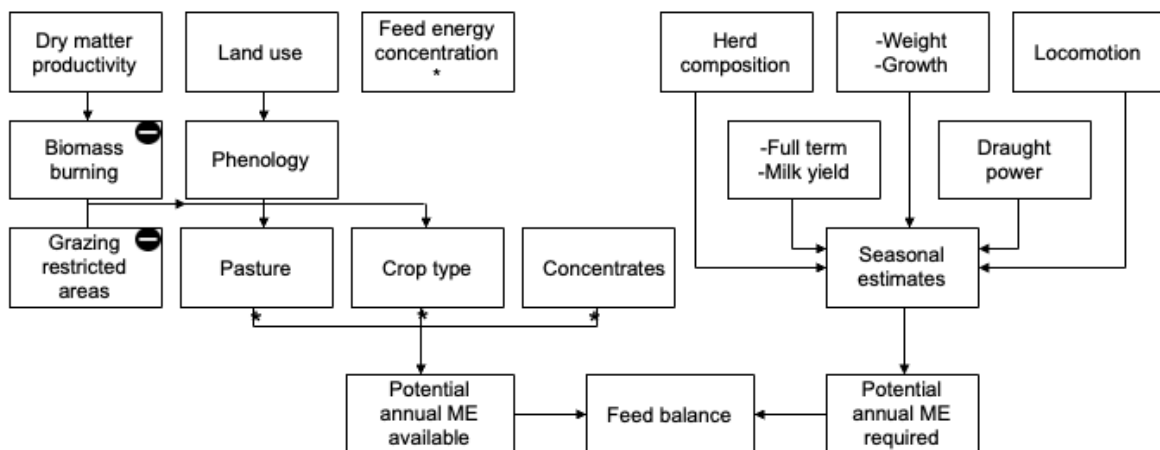 Dry matter
productivity
Land use
Feed energy
concentration
*
Herd
composition
-Weight
-Growth
Locomotion
Biomass
burning
Phenology
-Full term
-Milk yield
Draught
power
Grazing
restricted
areas
Pasture
Crop type
Concentrates
Seasonal
estimates
*
*
*
Potential
annual ME
available
Feed balance
Potential
annual ME
required